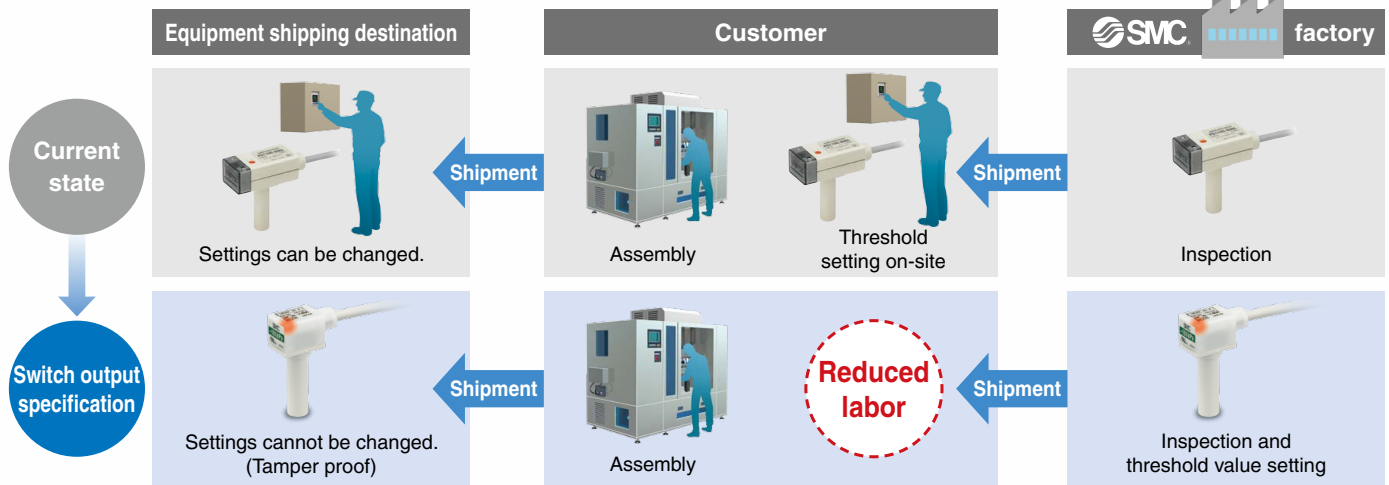 Equipment shipping destination
Customer
SMC factory
Current
state
Shipment
Shipment
Settings can be changed.
Assembly
Threshold
setting on-site
Inspection
Switch output
specification
Shipment
Reduced
labor
Shipment
Settings cannot be changed.
(Tamper proof)
Assembly
Inspection and
threshold value setting